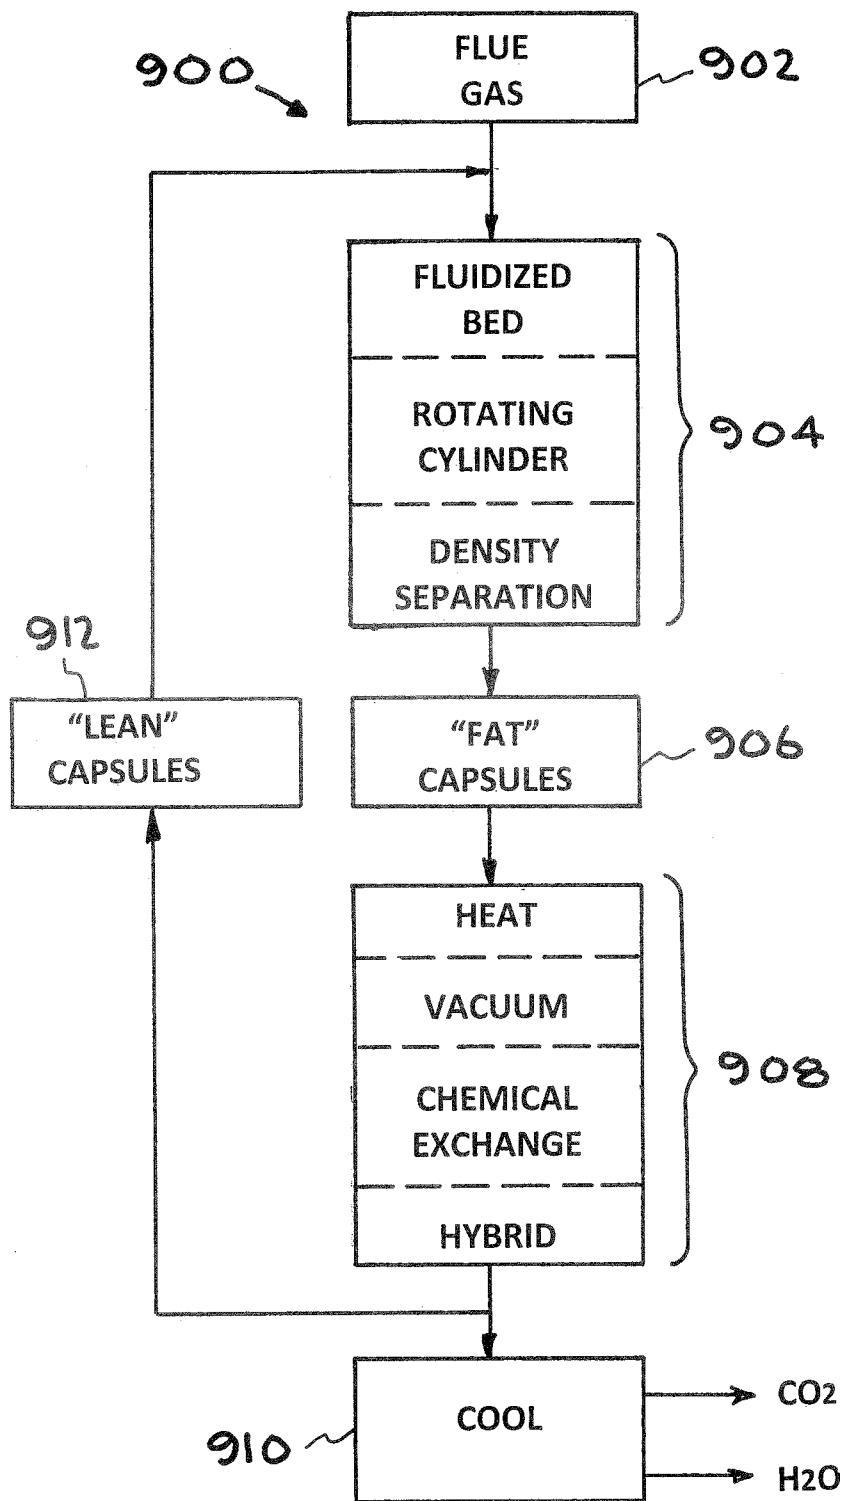 900
FLUE
GAS
902
FLUIDIZED
BED
ROTATING
CYLINDER
904
DENSITY
SEPARATION
912
“LEAN”
CAPSULES
“FAT”
CAPSULES
906
HEAT
VACUUM
CHEMICAL
EXCHANGE
908
HYBRID
COOL
910
CO2
H2O